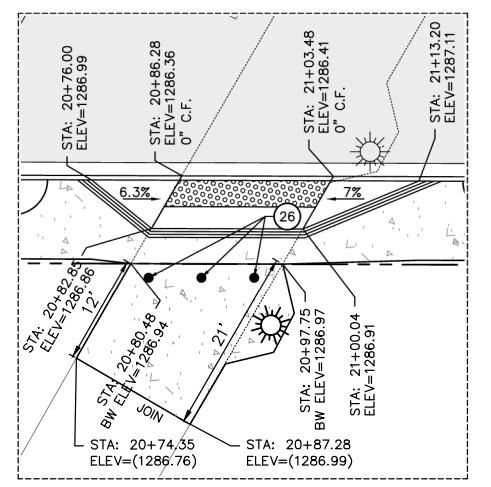 STA: 20+76.00
ELEV=1286.99
STA: 20+86.28
ELEV=1286.36
0" C.F.
STA: 21+03.48
ELEV=1286.41
0" C.F.
STA: 21+13.20
ELEV=1287.11
6.3%
7%
26
STA: 20+82.85
ELEV=1286.86
12'
STA: 20+80.48
BW ELEV=1286.94
21'
STA: 20+97.75
BW ELEV=1286.97
STA: 21+00.04
ELEV=1286.91
JOIN
STA: 20+74.35
ELEV=(1286.76)
STA: 20+87.28
ELEV=(1286.99)